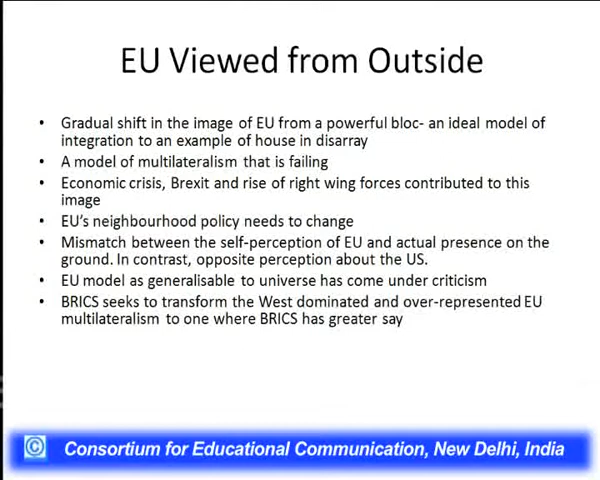 EU Viewed from Outside
• Gradual shift in the image of EU from a powerful bloc- an ideal model of
integration to an example of house in disarray
• A model of multilateralism that is failing
• Economic crisis, Brexit and rise of right wing forces contributed to this
image
• EU's neighbourhood policy needs to change
• Mismatch between the self-perception of EU and actual presence on the
ground. In contrast, opposite perception about the US.
• EU model as generalisable to universe has come under criticism
• BRICS seeks to transform the West dominated and over-represented EU
multilateralism to one where BRICS has greater say
© Consortium for Educational Communication, New Delhi, India